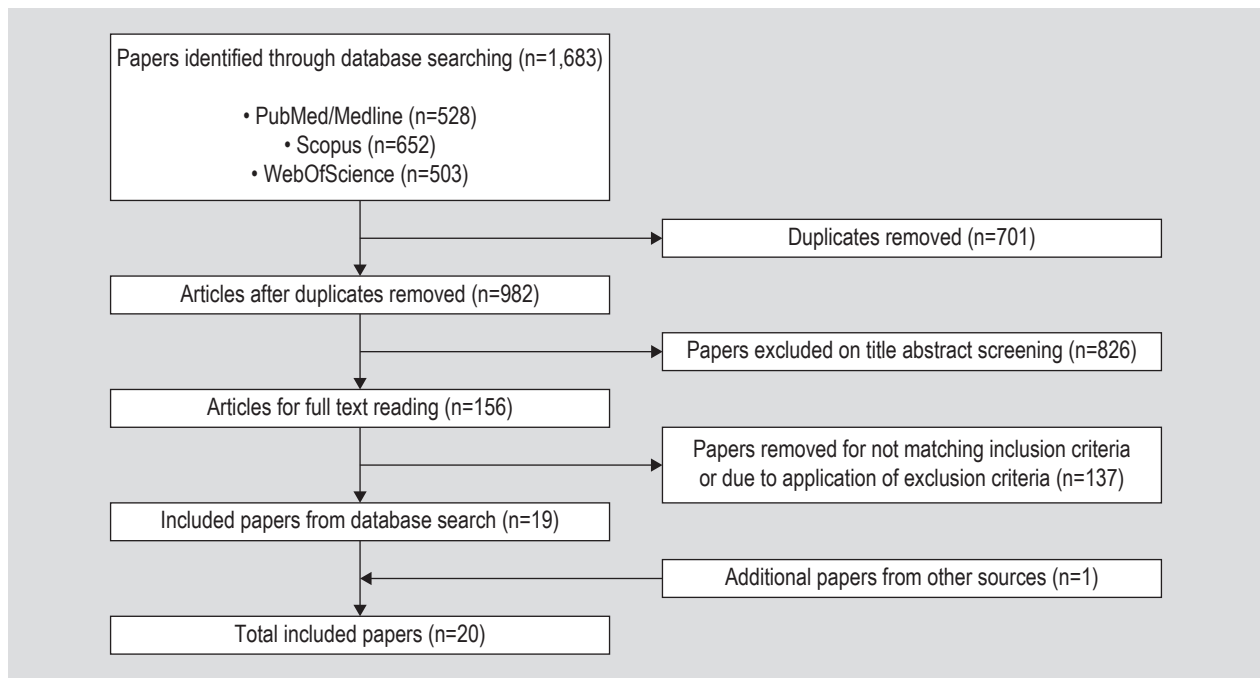 Papers identified through database searching (n=1,683)
• PubMed/Medline (n=528)
• Scopus (n=652)
• WebOfScience (n=503)
Duplicates removed (n=701)
Articles after duplicates removed (n=982)
Papers excluded on title abstract screening (n=826)
Articles for full text reading (n=156)
Papers removed for not matching inclusion criteria
or due to application of exclusion criteria (n=137)
Included papers from database search (n=19)
Additional papers from other sources (n=1)
Total included papers (n=20)